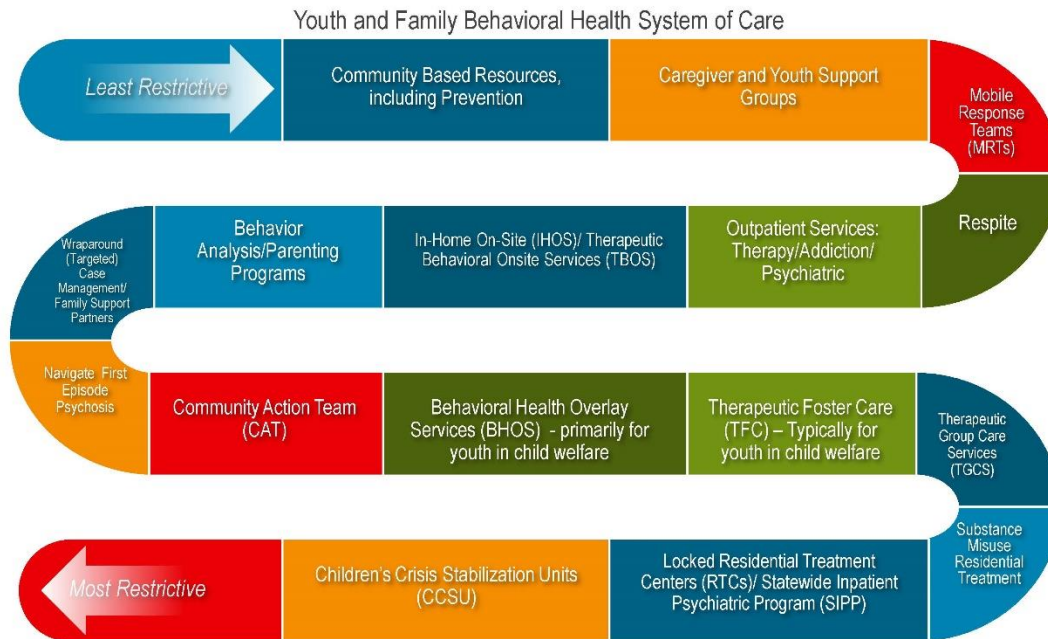 Youth and Family Behavioral Health System of Care
Least Restrictive
Community Based Resources,
including Prevention
Caregiver and Youth Support
Groups
Mobile
Response
Teams
(MRTs)
Respite
Outpatient Services:
Therapy/Addiction/
Psychiatric
In-Home On-Site (IHOS)/ Therapeutic
Behavioral Onsite Services (TBOS)
Behavior
Analysis/Parenting
Programs
Wraparound
(Targeted)
Case
Management/
Family Support
Partners
Navigate First
Episode
Psychosis
Community Action Team
(CAT)
Behavioral Health Overlay
Services (BHOS) - primarily for
youth in child welfare
Therapeutic Foster Care
(TFC) – Typically for
youth in child welfare
Therapeutic
Group Care
Services
(TGCS)
Substance
Misuse
Residential
Treatment
Locked Residential Treatment
Centers (RTCs)/ Statewide Inpatient
Psychiatric Program (SIPP)
Children's Crisis Stabilization Units
(CCSU)
Most Restrictive